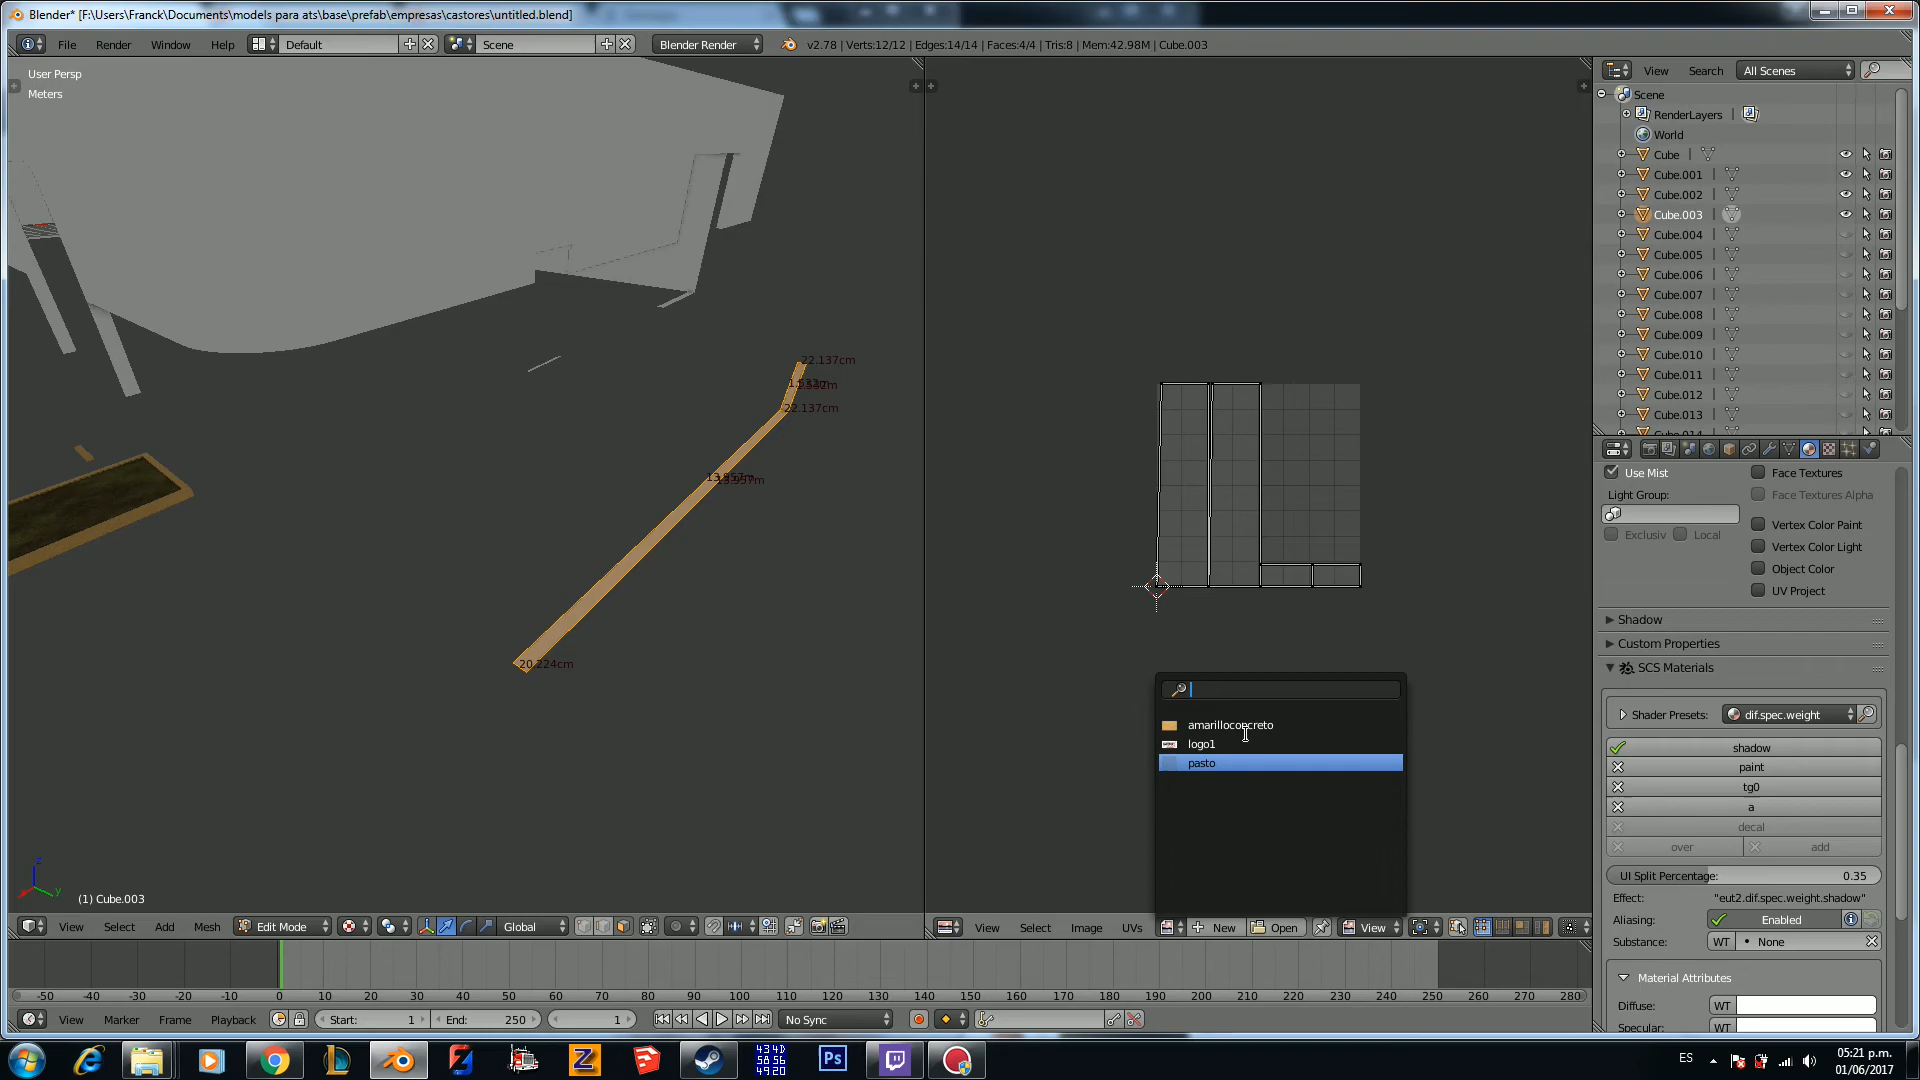 Blender* [F:\Users\Franck\Documents\models para ats\base\prefab\empresas\castores\untitled.blend]
File Render Window Help Default Scene Blender Render v2.78 | Verts:12/12 | Edges:14/14 | Faces:4/4 | Tris:8 | Mem:42.98M | Cube.003
User Persp
Meters
View Search All Scenes
Scene
RenderLayers
World
Cube
Cube.001
Cube.002
Cube.003
Cube.004
Cube.005
Cube.006
Cube.007
Cube.008
Cube.009
Cube.010
Cube.011
Cube.012
Cube.013
22.137cm
22.137cm
20.224cm
Use Mist
Face Textures
Light Group:
Face Textures Alpha
Vertex Color Paint
Exclusiv Local
Vertex Color Light
Object Color
UV Project
Shadow
Custom Properties
SCS Materials
Shader Presets: dif.spec.weight
shadow
paint
tg0
a
decal
over add
UI Split Percentage: 0.35
Effect: "eut2.dif.spec.weight.shadow"
Aliasing: Enabled
Substance: WT • None
Material Attributes
Diffuse: WT
Specular: WT
amarilloconcreto
logo1
pasto
(1) Cube.003
View Select Add Mesh Edit Mode Global
View Select Image UVs New Open View
-50 -40 -30 -20 -10 0 10 20 30 40 50 60 70 80 90 100 110 120 130 140 150 160 170 180 190 200 210 220 230 240 250 260 270 280
View Marker Frame Playback Start: 1 End: 250 1 No Sync
434D
5856
4920
Ps
ES
05:21 p.m.
01/06/2017